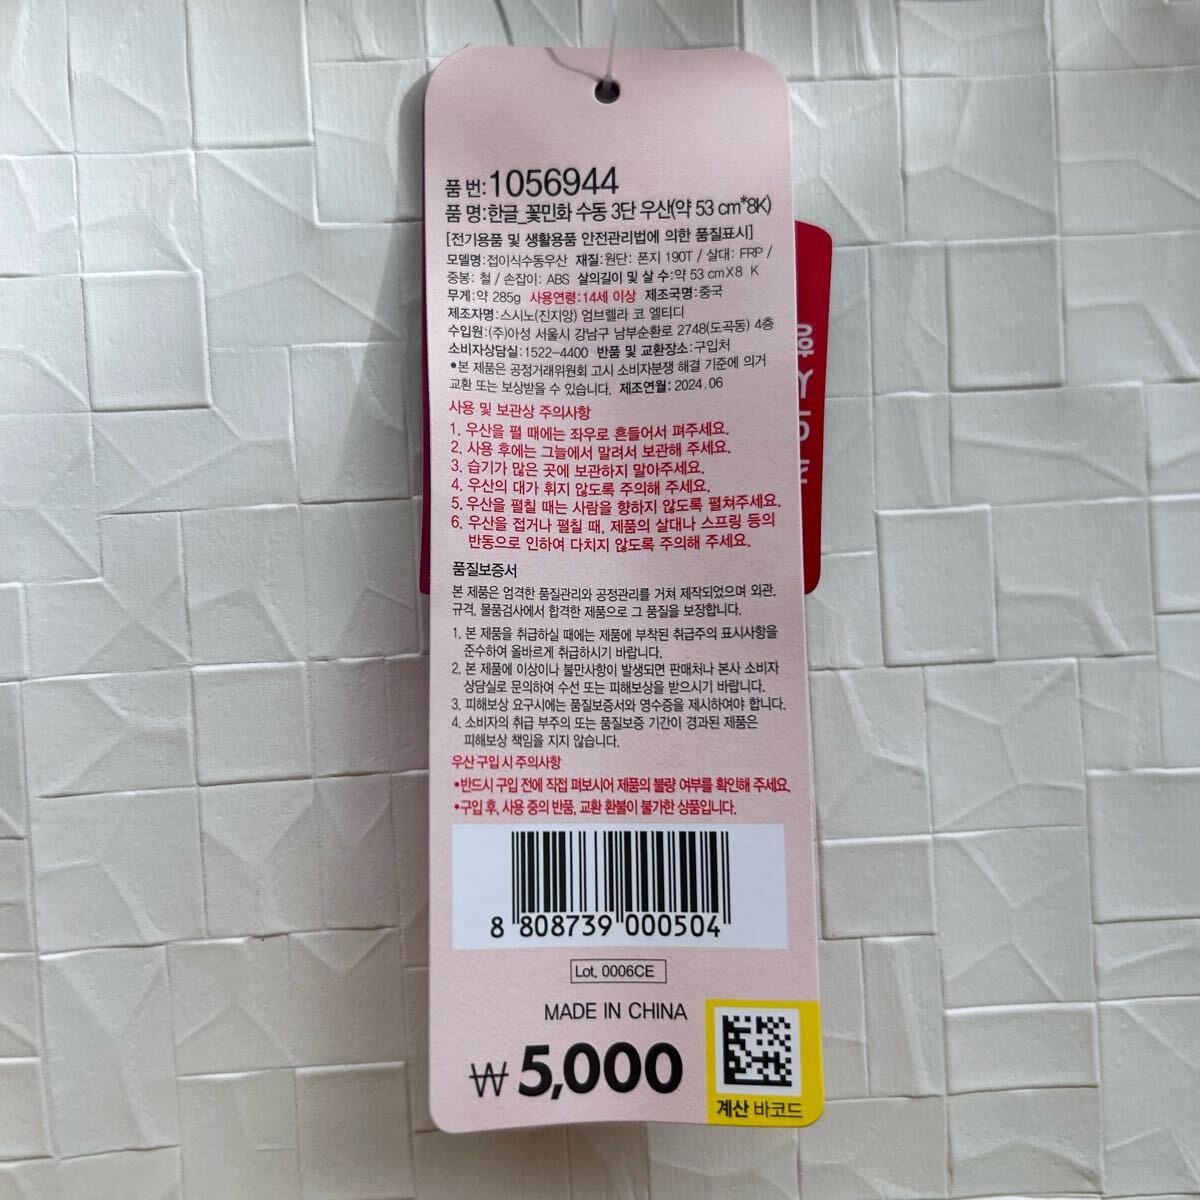 품 번:1056944
품 명:한글_꽃민화 수동 3단 우산(약 53 cm*8K)
[전기용품 및 생활용품 안전관리법에 의한 품질표시]
모델명:접이식수동우산 재질:원단: 폰지 190T / 살대: FRP /
중봉: 철 / 손잡이: ABS 살의길이 및 살 수:약 53 cmX8 K
무게:약 285g 사용연령:14세 이상 제조국명:중국
제조자명:스시노(진지앙) 엄브렐라 코 엘티디
수입원:(주)아성 서울시 강남구 남부순환로 2748(도곡동) 4층
소비자상담실:1522-4400 반품 및 교환장소:구입처
•본 제품은 공정거래위원회 고시 소비자분쟁 해결 기준에 의거
교환 또는 보상받을 수 있습니다. 제조연월: 2024.06
사용 및 보관상 주의사항
1. 우산을 펼 때에는 좌우로 흔들어서 펴주세요.
2. 사용 후에는 그늘에서 말려서 보관해 주세요.
3. 습기가 많은 곳에 보관하지 말아주세요.
4. 우산의 대가 휘지 않도록 주의해 주세요.
5. 우산을 펼칠 때는 사람을 향하지 않도록 펼쳐주세요.
6. 우산을 접거나 펼칠 때, 제품의 살대나 스프링 등의
반동으로 인하여 다치지 않도록 주의해 주세요.
품질보증서
본 제품은 엄격한 품질관리와 공정관리를 거쳐 제작되었으며 외관,
규격, 물품검사에서 합격한 제품으로 그 품질을 보장합니다.
1. 본 제품을 취급하실 때에는 제품에 부착된 취급주의 표시사항을
준수하여 올바르게 취급하시기 바랍니다.
2. 본 제품에 이상이나 불만사항이 발생되면 판매처나 본사 소비자
상담실로 문의하여 수선 또는 피해보상을 받으시기 바랍니다.
3. 피해보상 요구시에는 품질보증서와 영수증을 제시하여야 합니다.
4. 소비자의 취급 부주의 또는 품질보증 기간이 경과된 제품은
피해보상 책임을 지지 않습니다.
우산 구입 시 주의사항
•반드시 구입 전에 직접 펴보시어 제품의 불량 여부를 확인해 주세요.
•구입 후, 사용 중의 반품, 교환 환불이 불가한 상품입니다.
8 808739 000504
Lot. 0006CE
MADE IN CHINA
₩ 5,000
계산 바코드